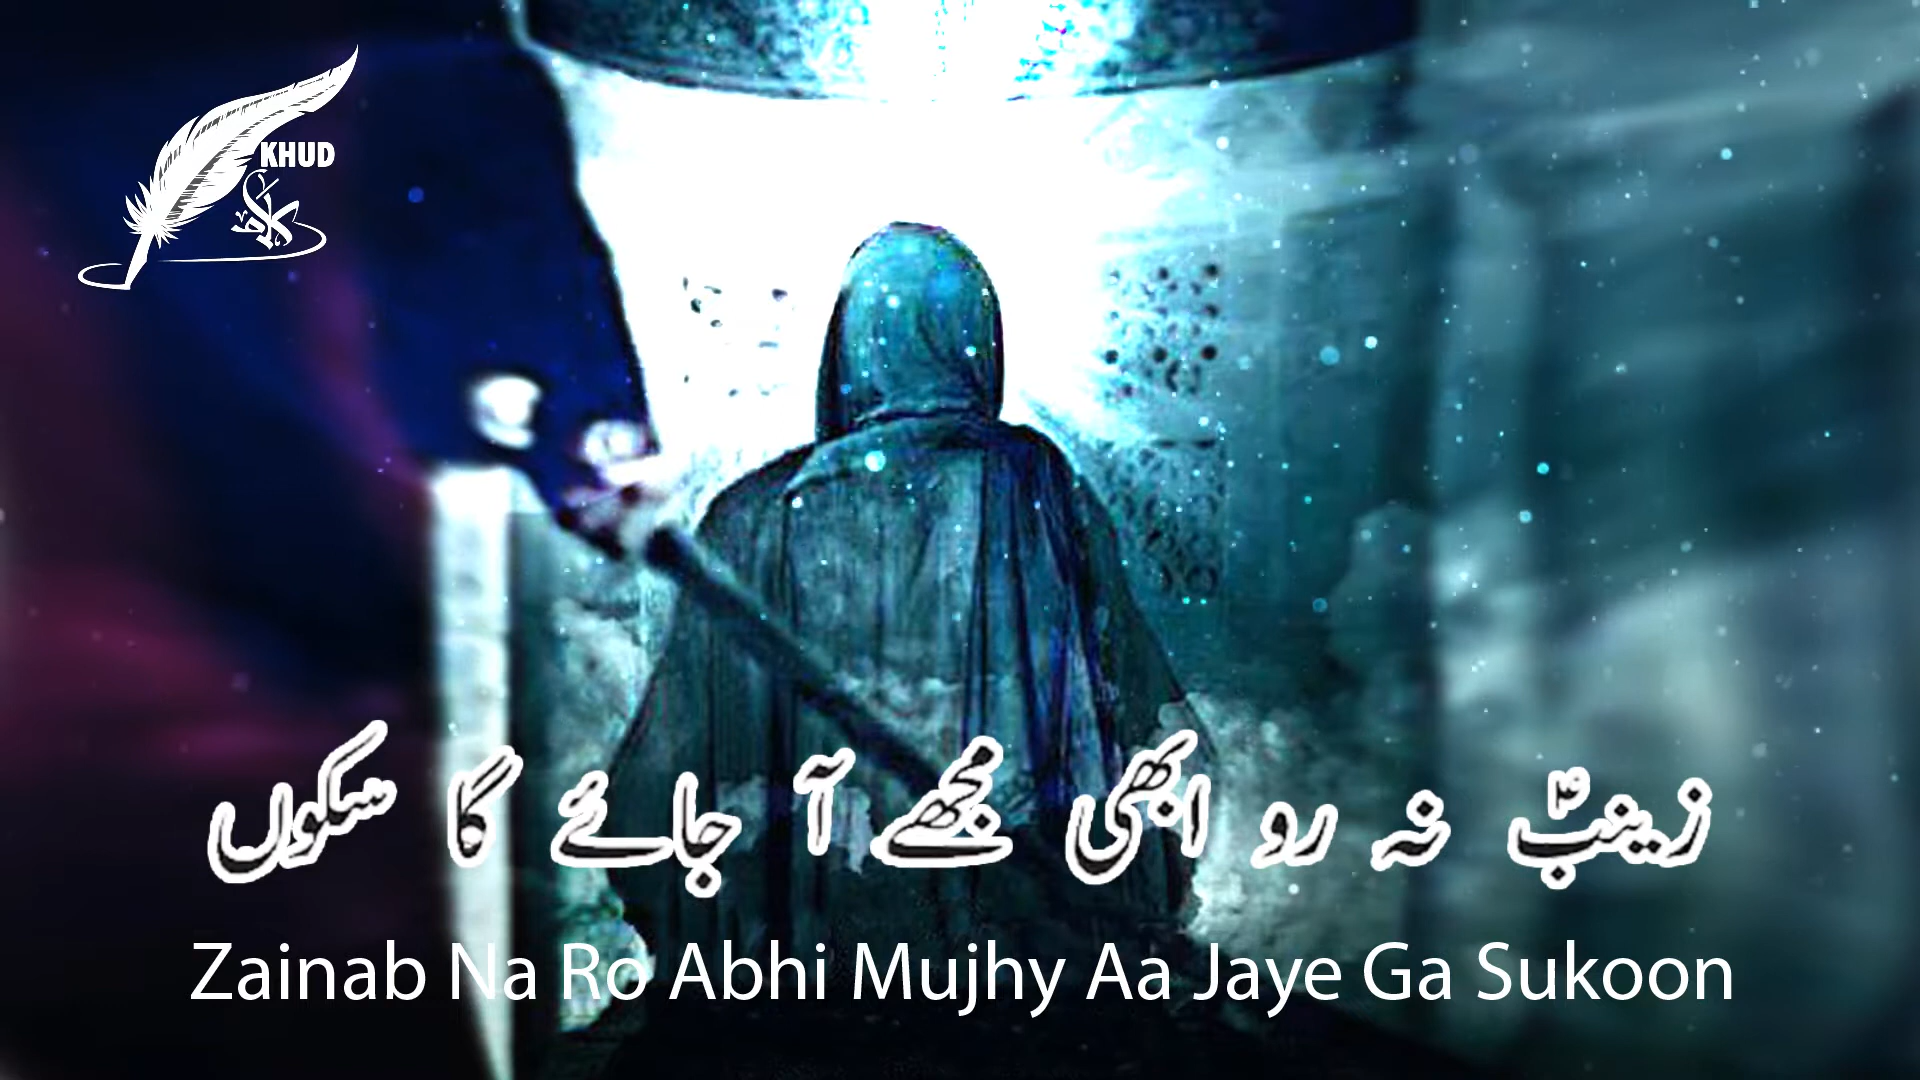 KHUD
زینبؑ نہ رو ابھی مجھے آ جائے گا سکوں
Zainab Na Ro Abhi Mujhy Aa Jaye Ga Sukoon